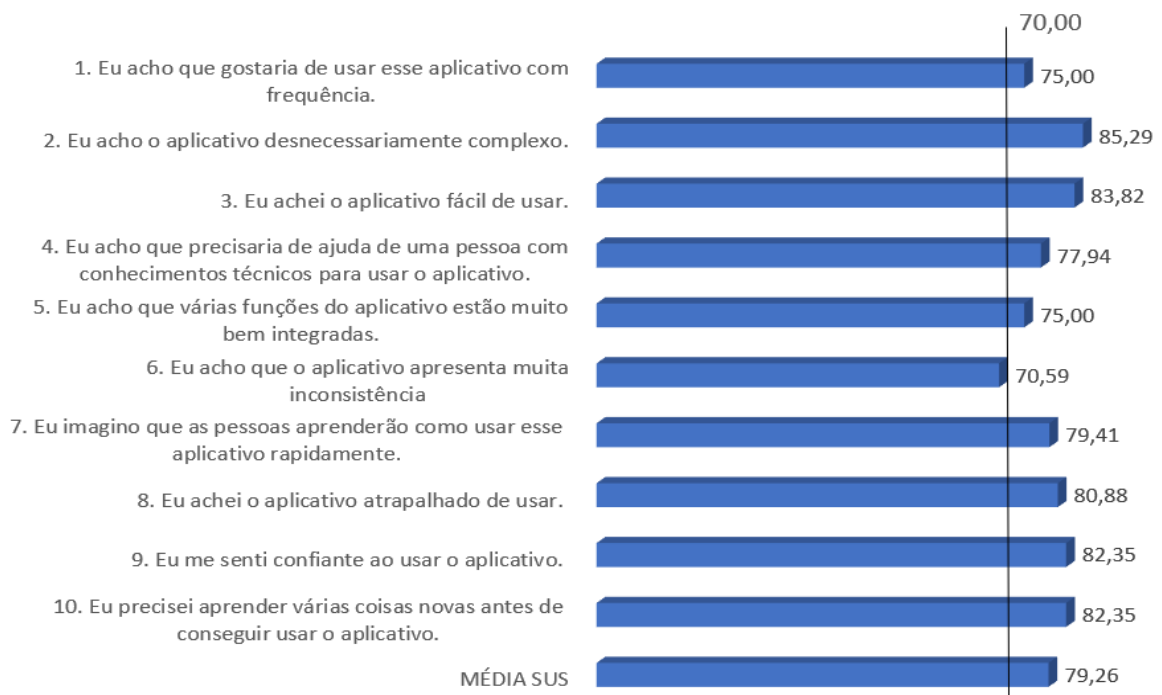 70,00
1. Eu acho que gostaria de usar esse aplicativo com
frequência.
75,00
2. Eu acho o aplicativo desnecessariamente complexo.
85,29
3. Eu achei o aplicativo fácil de usar.
83,82
4. Eu acho que precisaria de ajuda de uma pessoa com
conhecimentos técnicos para usar o aplicativo.
77,94
5. Eu acho que várias funções do aplicativo estão muito
bem integradas.
75,00
6. Eu acho que o aplicativo apresenta muita
inconsistência
70,59
7. Eu imagino que as pessoas aprenderão como usar esse
aplicativo rapidamente.
79,41
8. Eu achei o aplicativo atrapalhado de usar.
80,88
9. Eu me senti confiante ao usar o aplicativo.
82,35
10. Eu precisei aprender várias coisas novas antes de
conseguir usar o aplicativo.
82,35
MÉDIA SUS
79,26